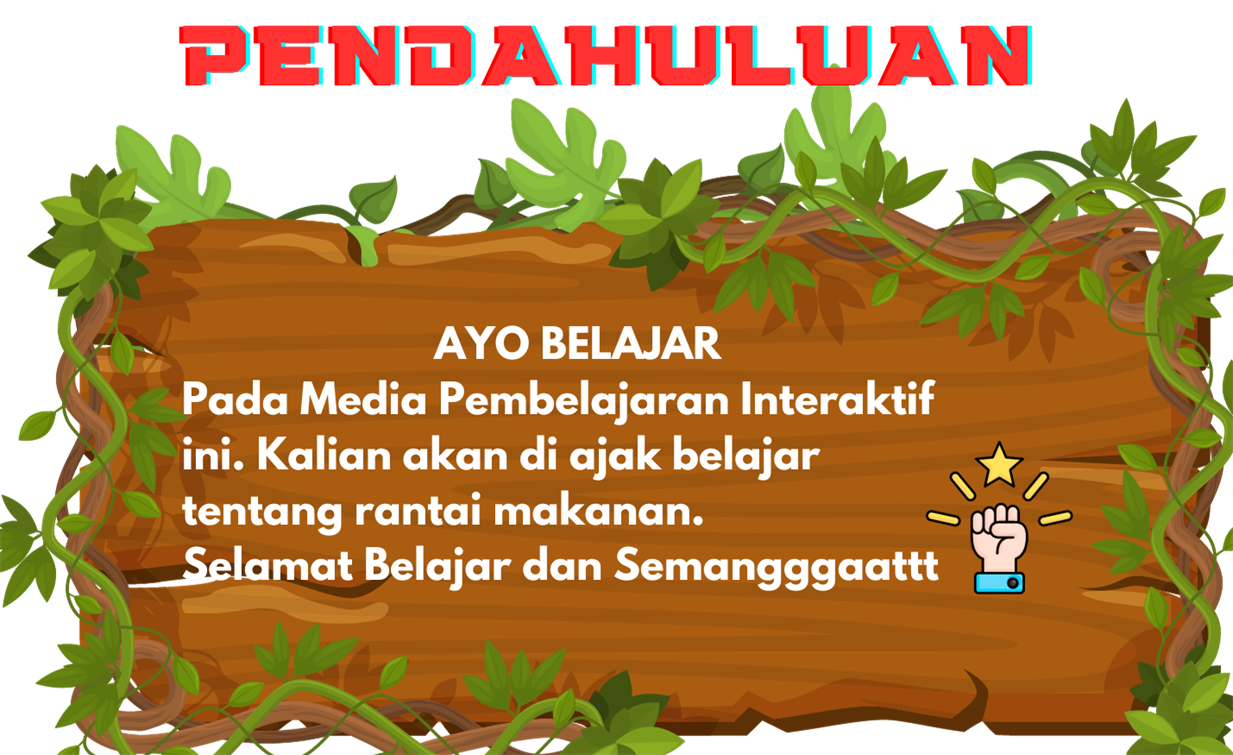 PENDAHULUAN
AYO BELAJAR
Pada Media Pembelajaran Interaktif
ini. Kalian akan di ajak belajar
tentang rantai makanan.
Selamat Belajar dan Semangggaattt